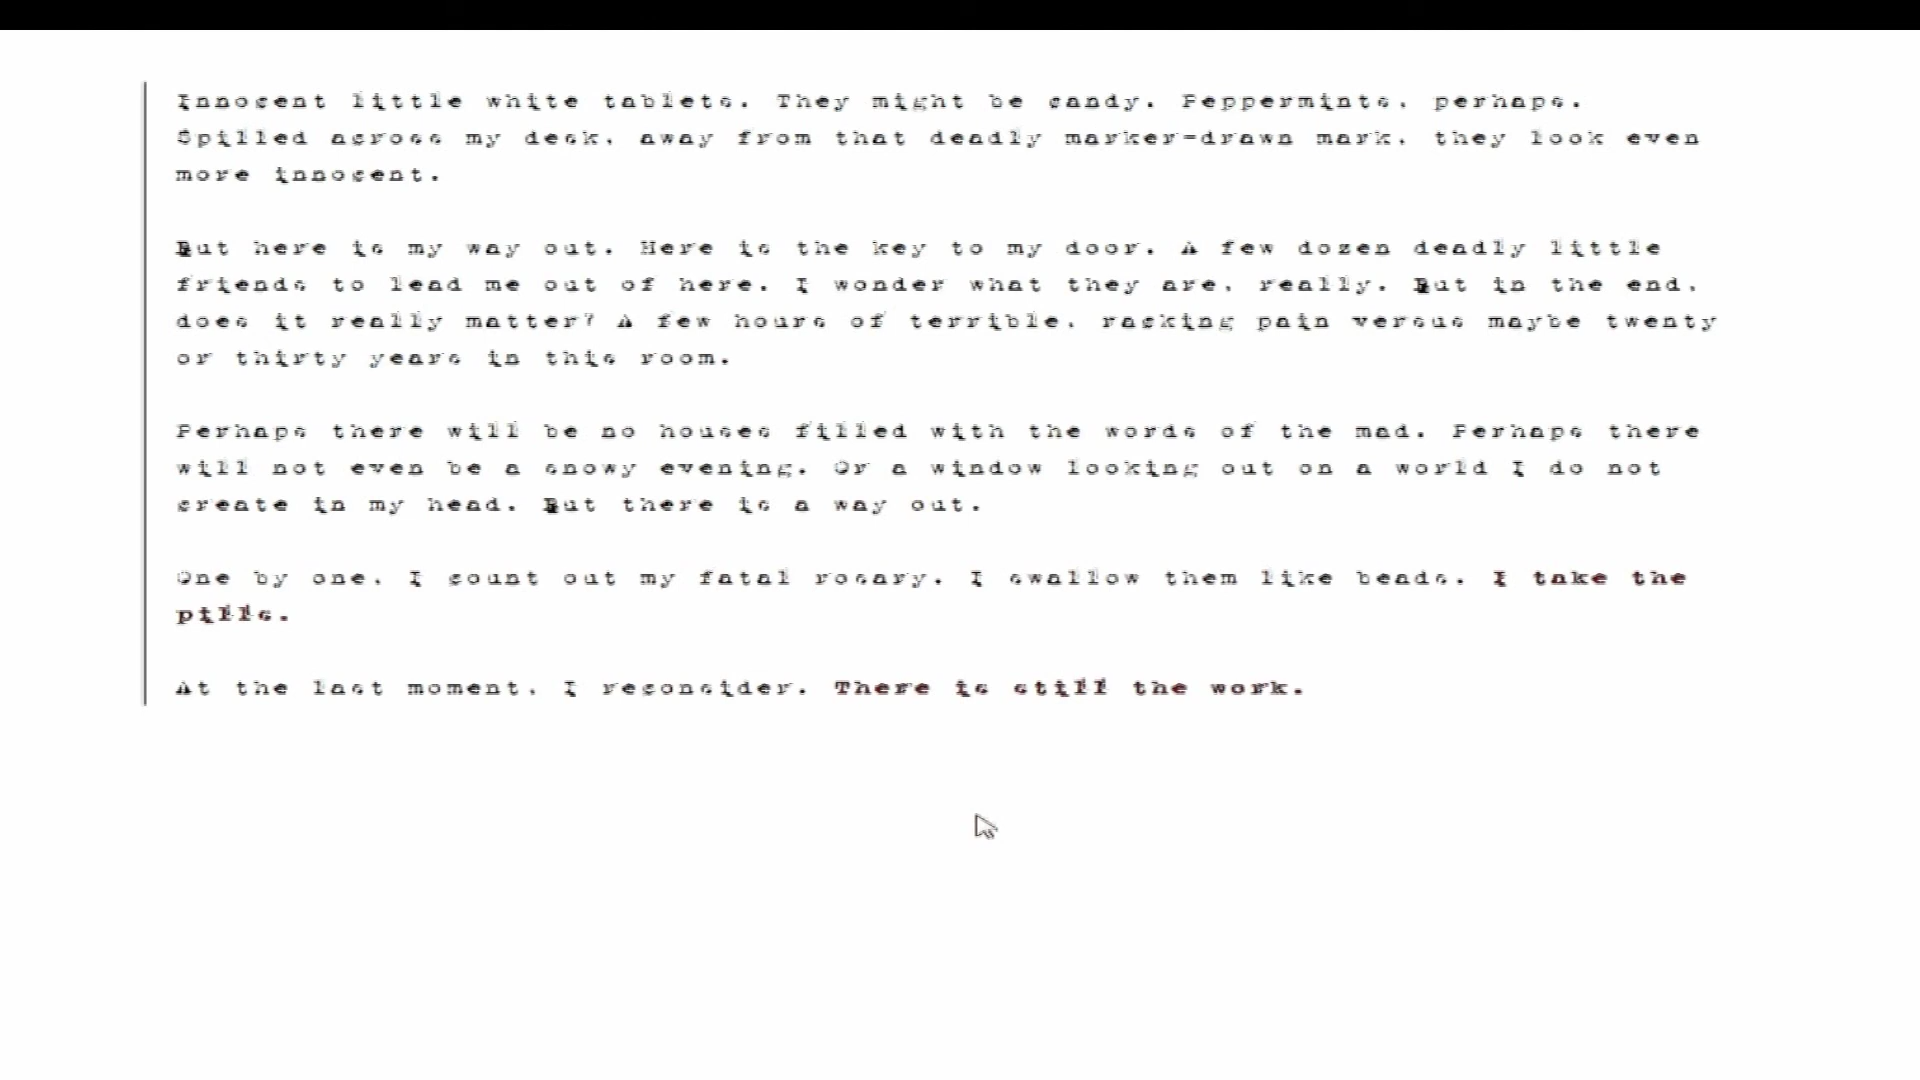 Innocent little white tablets. They might be candy. Peppermints, perhaps.
Spilled across my desk, away from that deadly marker-drawn mark, they look even
more innocent.
But here is my way out. Here is the key to my door. A few dozen deadly little
friends to lead me out of here. I wonder what they are, really. But in the end,
does it really matter? A few hours of terrible, racking pain versus maybe twenty
or thirty years in this room.
Perhaps there will be no houses filled with the words of the mad. Perhaps there
will not even be a snowy evening. Or a window looking out on a world I do not
create in my head. But there is a way out.
One by one, I count out my fatal rosary. I swallow them like beads. I take the
pills.
At the last moment, I reconsider. There is still the work.